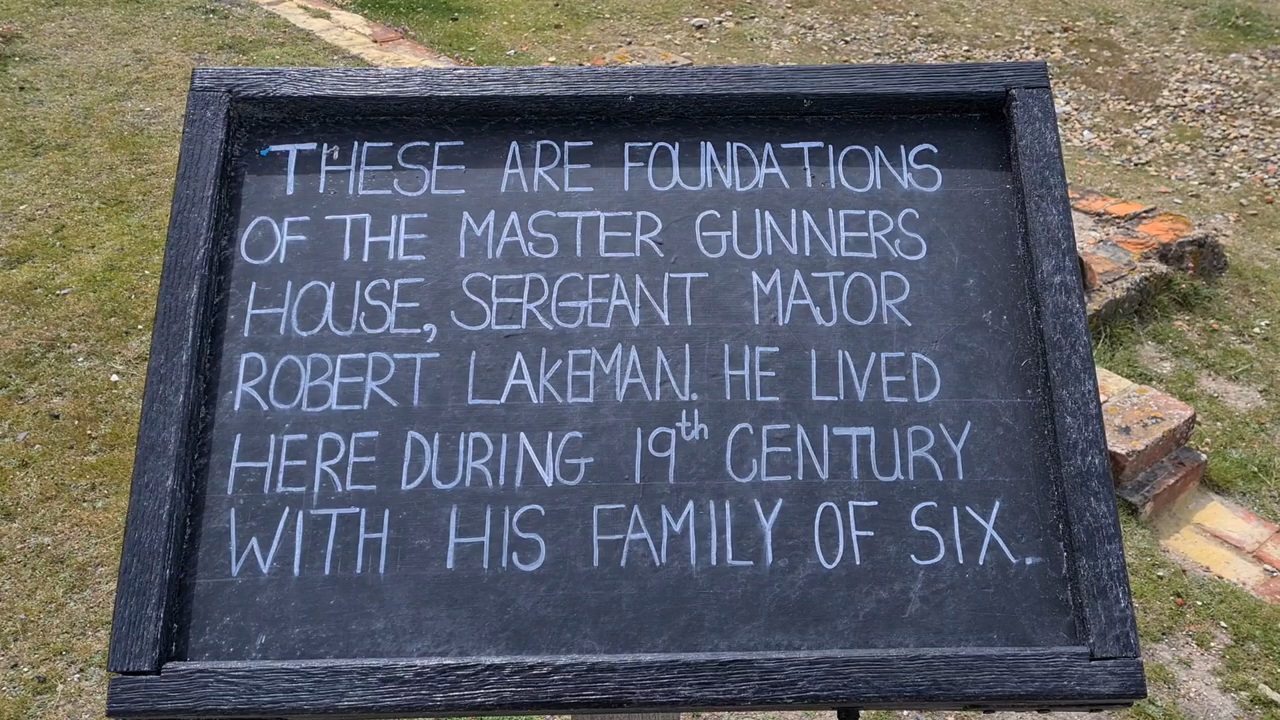 THESE ARE FOUNDATIONS
OF THE MASTER GUNNERS
HOUSE, SERGEANT MAJOR
ROBERT LAKEMAN. HE LIVED
HERE DURING 19th CENTURY
WITH HIS FAMILY OF SIX.